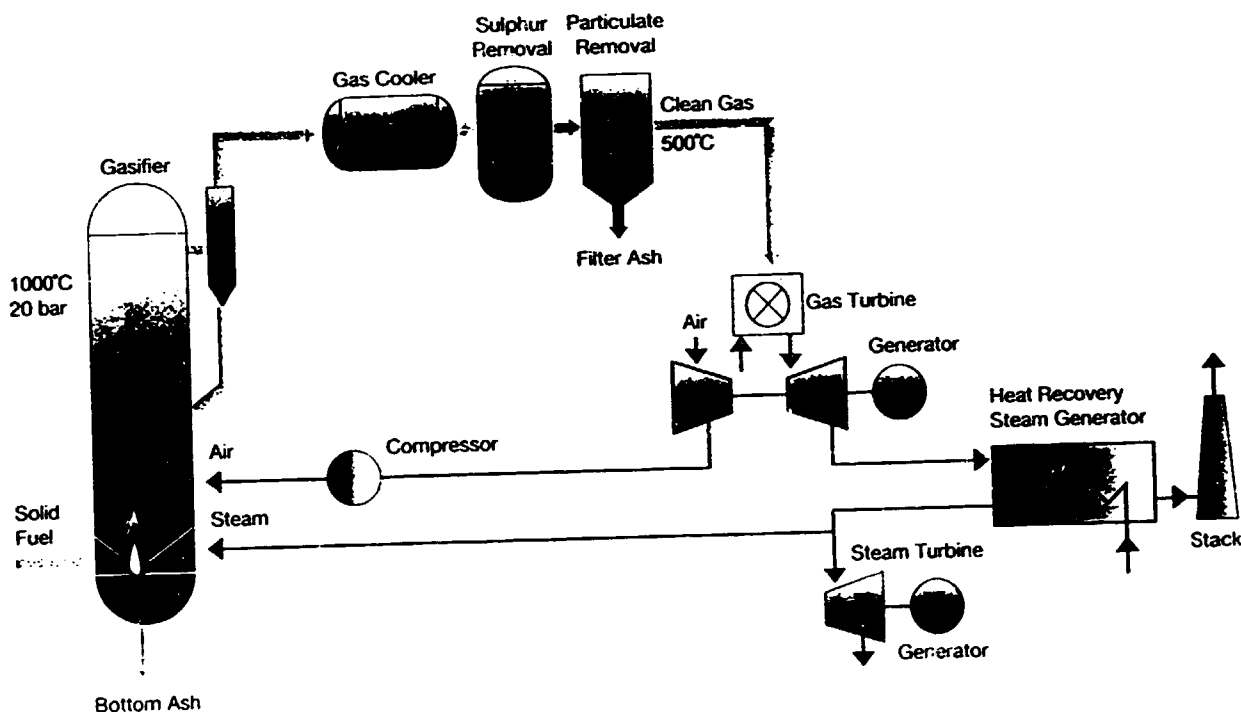 Sulphur
Removal
Particulate
Removal
Gas Cooler
Clean Gas
500°C
Gasifier
Filter Ash
1000°C
20 bar
Gas Turbine
Air
Generator
Heat Recovery
Steam Generator
Compressor
Air
Solid
Fuel
Steam
Stack
Steam Turbine
Generator
Bottom Ash